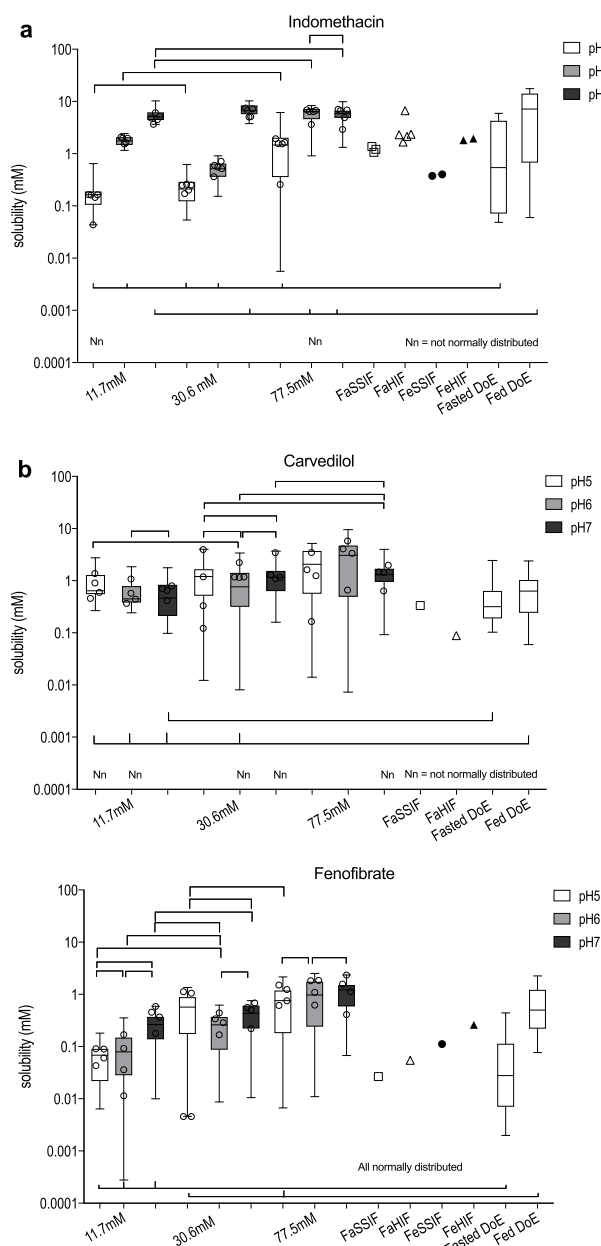 a
Indomethacin
100
10
1
0.1
0.01
0.001
0.0001
solubility (mM)
pH
pH
pH
Nn
Nn
Nn = not normally distributed
11.7mM
30.6 mM
77.5mM
FaSSIF
FaHIF
FeSSIF
FeHIF
Fasted DoE
Fed DoE
b
Carvedilol
100
10
1
0.1
0.01
0.001
0.0001
solubility (mM)
pH5
pH6
pH7
Nn
Nn
Nn
Nn
Nn
Nn = not normally distributed
11.7mM
30.6mM
77.5mM
FaSSIF
FaHIF
Fasted DoE
Fed DoE
Fenofibrate
100
10
1
0.1
0.01
0.001
0.0001
solubility (mM)
pH5
pH6
pH7
All normally distributed
11.7mM
30.6mM
77.5mM
FaSSIF
FaHIF
FeSSIF
FeHIF
Fasted DoE
Fed DoE